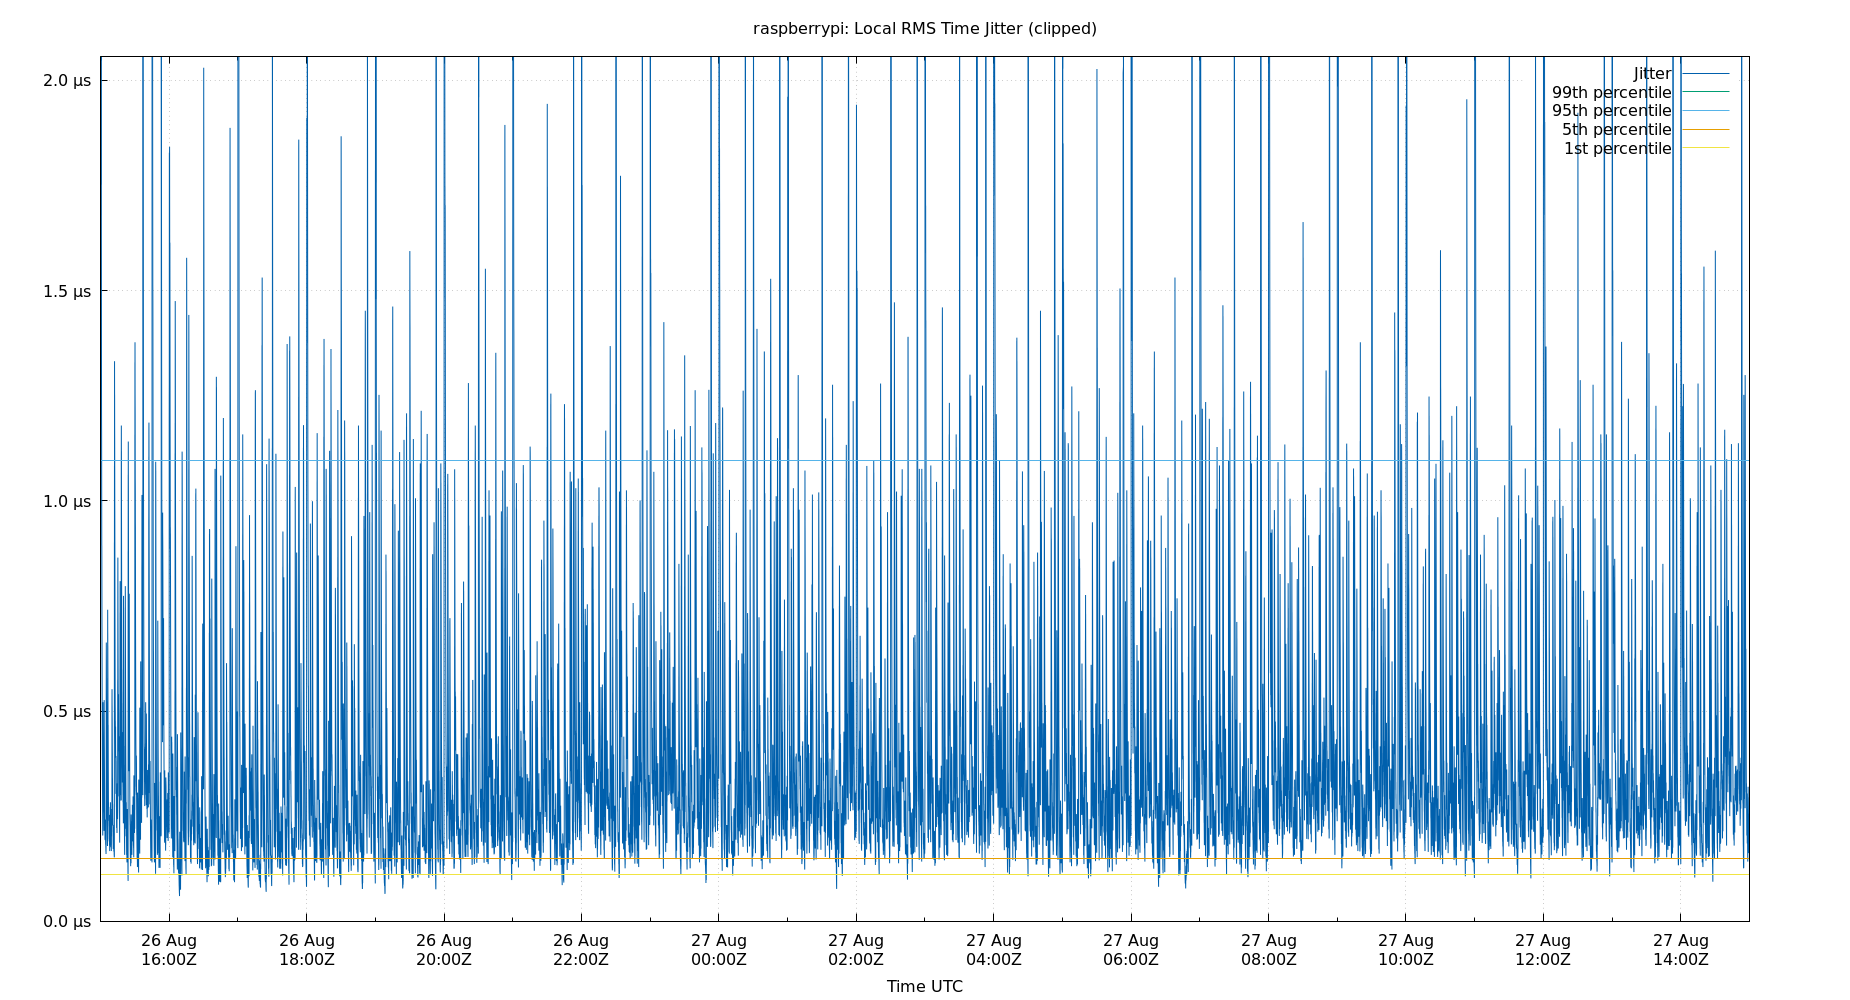 raspberrypi: Local RMS Time Jitter (clipped)
2.0 µs
1.5 µs
1.0 µs
0.5 µs
0.0 µs
Jitter
99th percentile
95th percentile
5th percentile
1st percentile
26 Aug
16:00Z
26 Aug
18:00Z
26 Aug
20:00Z
26 Aug
22:00Z
27 Aug
00:00Z
27 Aug
02:00Z
27 Aug
04:00Z
27 Aug
06:00Z
27 Aug
08:00Z
27 Aug
10:00Z
27 Aug
12:00Z
27 Aug
14:00Z
Time UTC